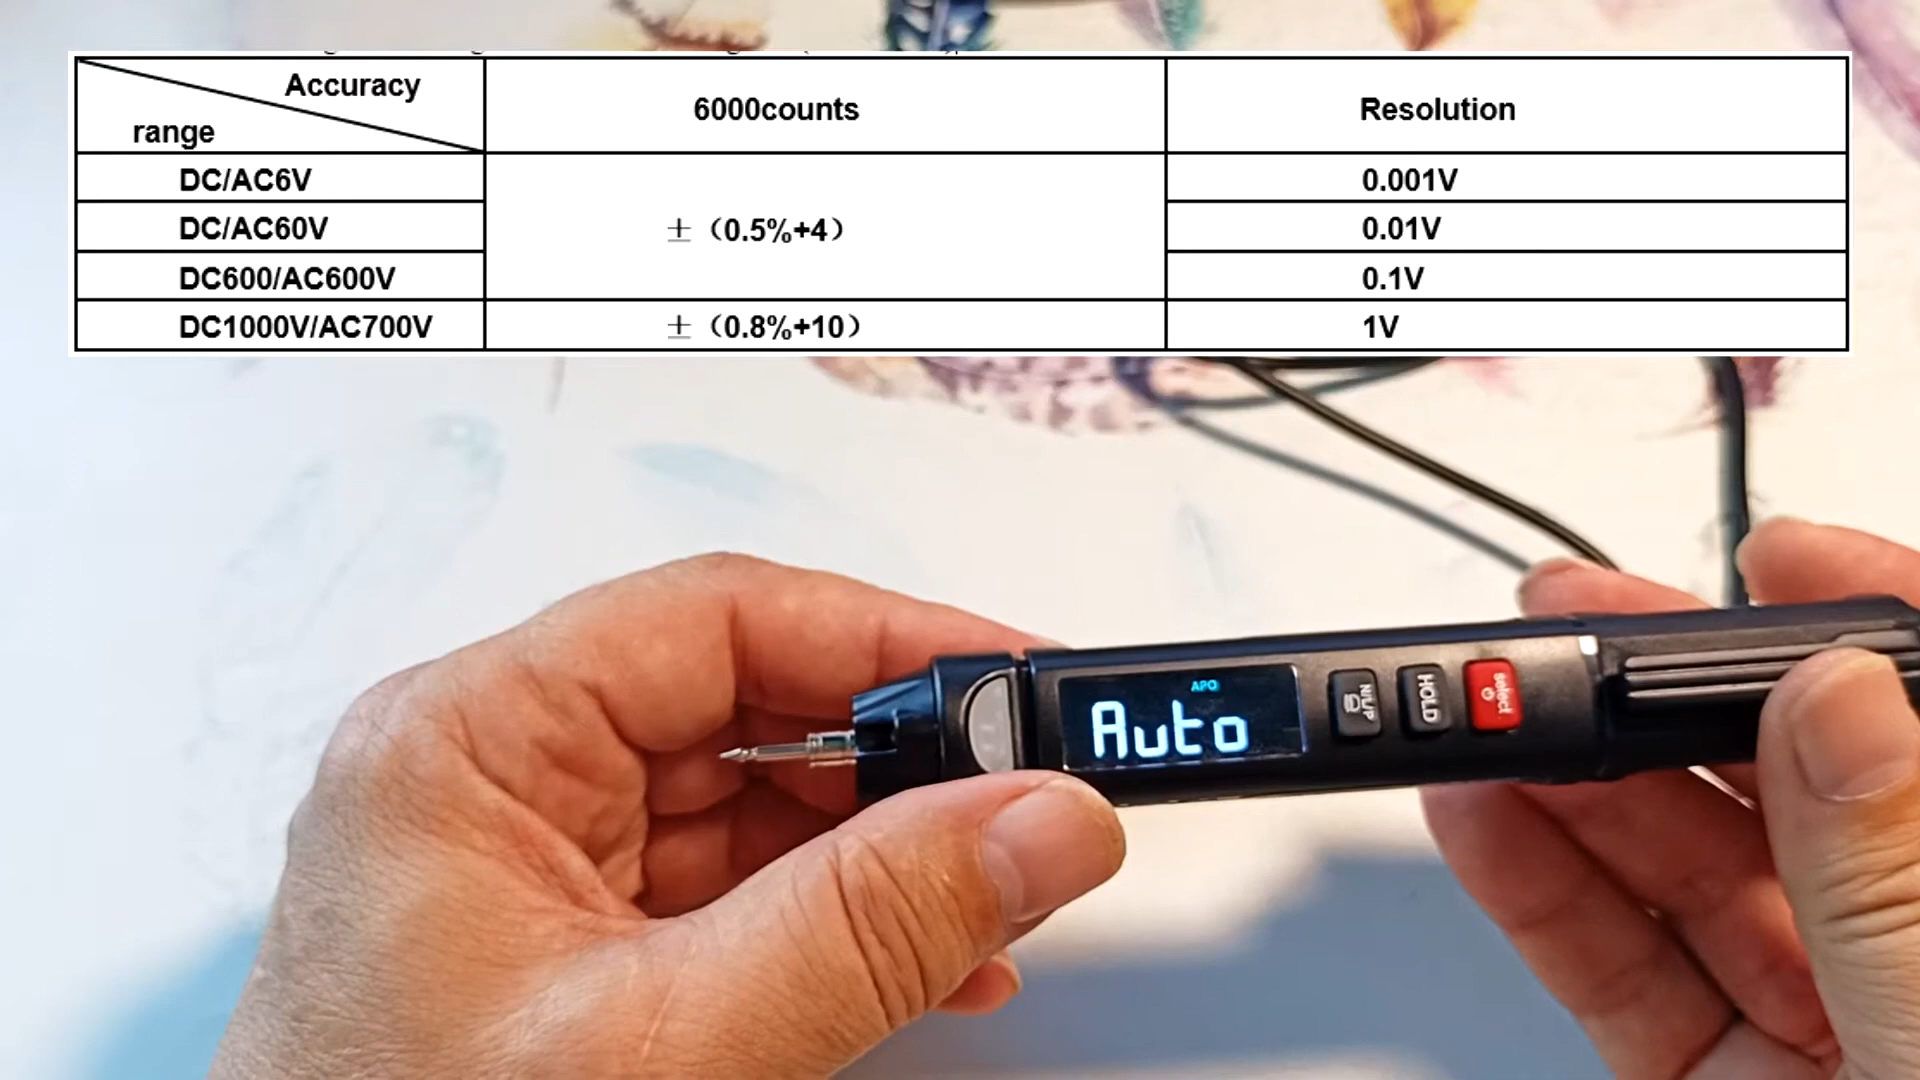 Accuracy
range
6000counts
Resolution
DC/AC6V
0.001V
DC/AC60V
±（0.5%+4）
0.01V
DC600/AC600V
0.1V
DC1000V/AC700V
±（0.8%+10）
1V
APO
Auto
N/UP
HOLD
select